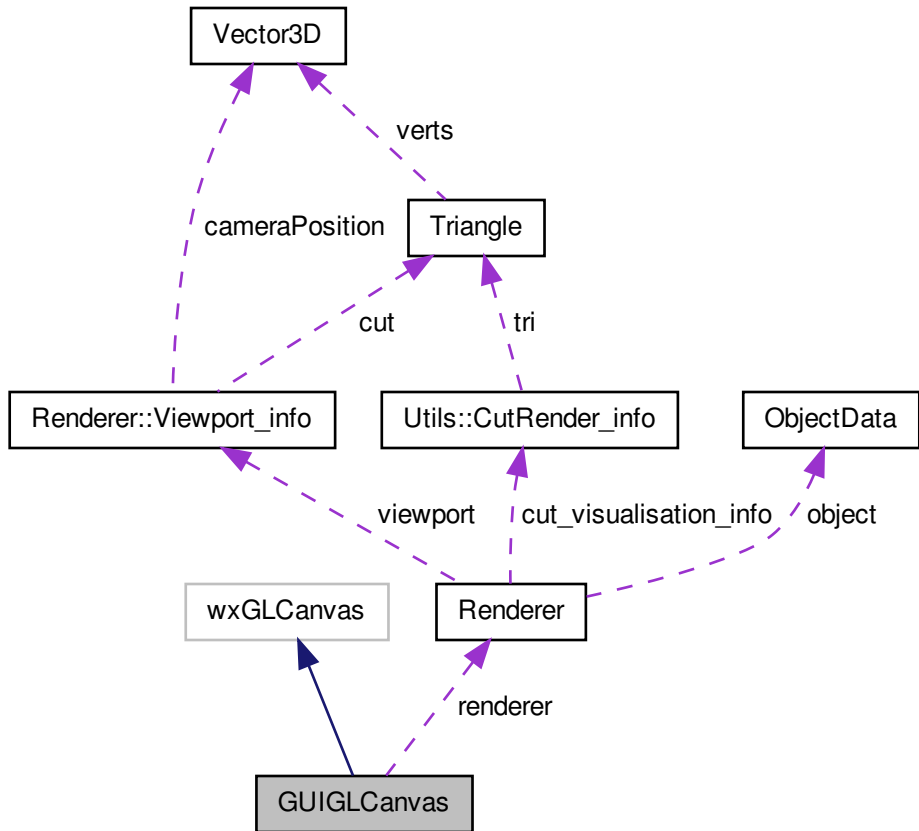 Vector3D
verts
Triangle
cameraPosition
cut
tri
Renderer::Viewport_info
Utils::CutRender_info
ObjectData
viewport
cut_visualisation_info
object
wxGLCanvas
Renderer
renderer
GUIGLCanvas